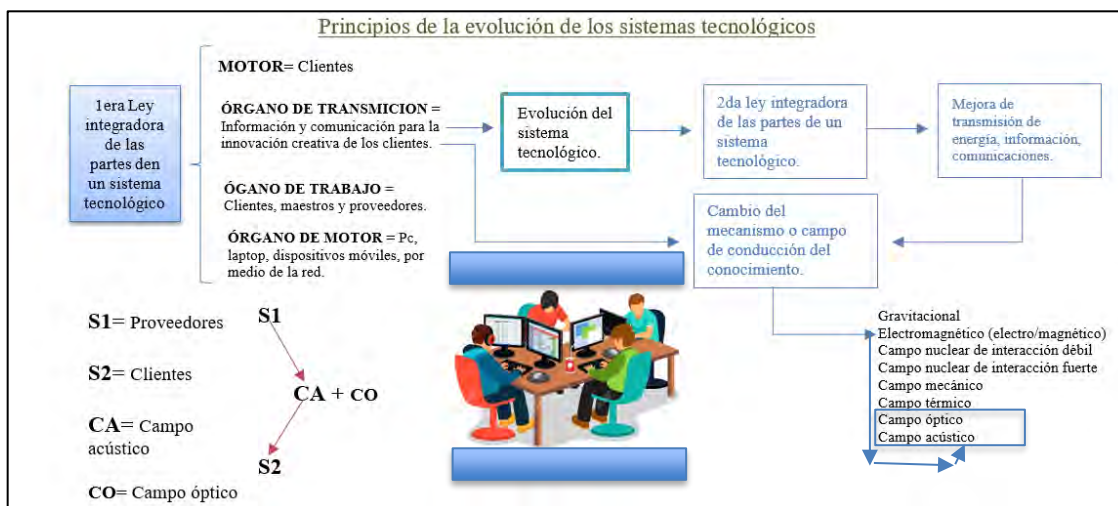 Principios de la evolución de los sistemas tecnológicos
1era Ley
integradora
de las
partes den
un sistema
tecnológico
MOTOR= Clientes
ÓRGANO DE TRANSMICION =
Información y comunicación para la
innovación creativa de los clientes.
ÓGANO DE TRABAJO =
Clientes, maestros y proveedores.
ÓRGANO DE MOTOR = Pc,
laptop, dispositivos móviles, por
medio de la red.
Evolución del
sistema
tecnológico.
2da ley integradora
de las partes de un
sistema
tecnológico.
Mejora de
transmisión de
energía, información,
comunicaciones.
Cambio del
mecanismo o campo
de conducción del
conocimiento.
Gravitacional
Electromagnético (electro/magnético)
Campo nuclear de interacción débil
Campo nuclear de interacción fuerte
Campo mecánico
Campo térmico
Campo óptico
Campo acústico
S1= Proveedores
S2= Clientes
CA= Campo
acústico
CO= Campo óptico
S1
CA + CO
S2